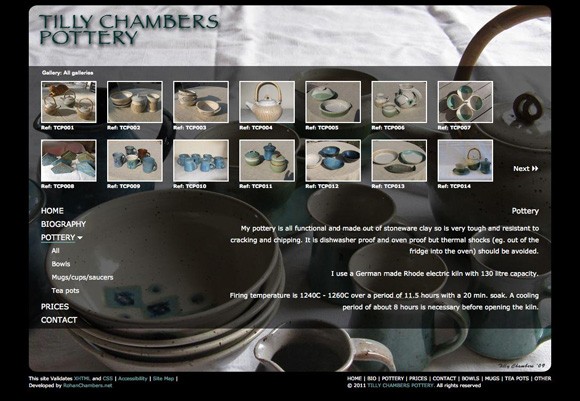 TILLY CHAMBERS
POTTERY
Gallery: All galleries
Ref: TCP001
Ref: TCP002
Ref: TCP003
Ref: TCP004
Ref: TCP005
Ref: TCP006
Ref: TCP007
Ref: TCP008
Ref: TCP009
Ref: TCP010
Ref: TCP011
Ref: TCP012
Ref: TCP013
Ref: TCP014
Next
HOME
BIOGRAPHY
POTTERY
All
Bowls
Mugs/cups/saucers
Tea pots
PRICES
CONTACT
Pottery
My pottery is all functional and made out of stoneware clay so is very tough and resistant to
cracking and chipping. It is dishwasher proof and oven proof but thermal shocks (eg. out of the
fridge into the oven) should be avoided.
I use a German made Rhode electric kiln with 130 litre capacity.
Firing temperature is 1240C - 1260C over a period of 11.5 hours with a 20 min. soak. A cooling
period of about 8 hours is necessary before opening the kiln.
Tilly Chambers '09
This site Validates XHTML and CSS | Accessibility | Site Map |
Developed by RohanChambers.net
HOME | BIO | POTTERY | PRICES | CONTACT | BOWLS | MUGS | TEA POTS | OTHER
© 2011 TILLY CHAMBERS POTTERY. All rights reserved